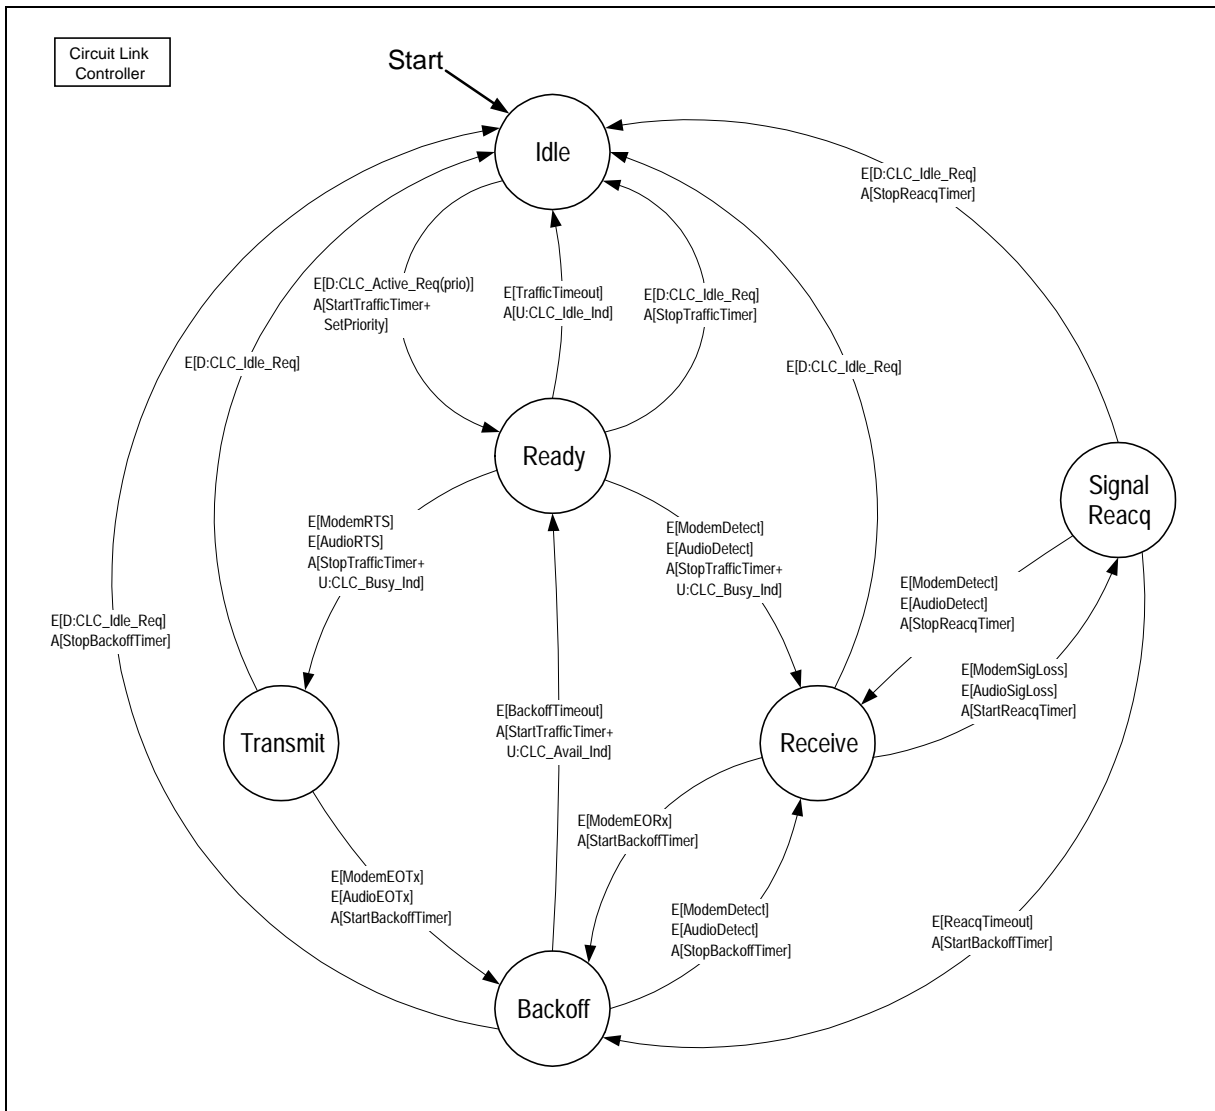 Circuit Link
Controller
Start
Idle
E[D:CLC_Idle_Req]
A[StopReacqTimer]
E[D:CLC_Active_Req(prio)]
A[StartTrafficTimer+
SetPriority]
E[TrafficTimeout]
A[U:CLC_Idle_Ind]
E[D:CLC_Idle_Req]
A[StopTrafficTimer]
E[D:CLC_Idle_Req]
E[D:CLC_Idle_Req]
Ready
Signal
Reacq
E[ModemRTS]
E[AudioRTS]
A[StopTrafficTimer+
U:CLC_Busy_Ind]
E[ModemDetect]
E[AudioDetect]
A[StopTrafficTimer+
U:CLC_Busy_Ind]
E[ModemDetect]
E[AudioDetect]
A[StopReacqTimer]
E[D:CLC_Idle_Req]
A[StopBackoffTimer]
E[ModemSigLoss]
E[AudioSigLoss]
A[StartReacqTimer]
E[BackoffTimeout]
A[StartTrafficTimer+
U:CLC_Avail_Ind]
Transmit
Receive
E[ModemEORx]
A[StartBackoffTimer]
E[ModemEOTx]
E[AudioEOTx]
A[StartBackoffTimer]
E[ModemDetect]
E[AudioDetect]
A[StopBackoffTimer]
E[ReacqTimeout]
A[StartBackoffTimer]
Backoff